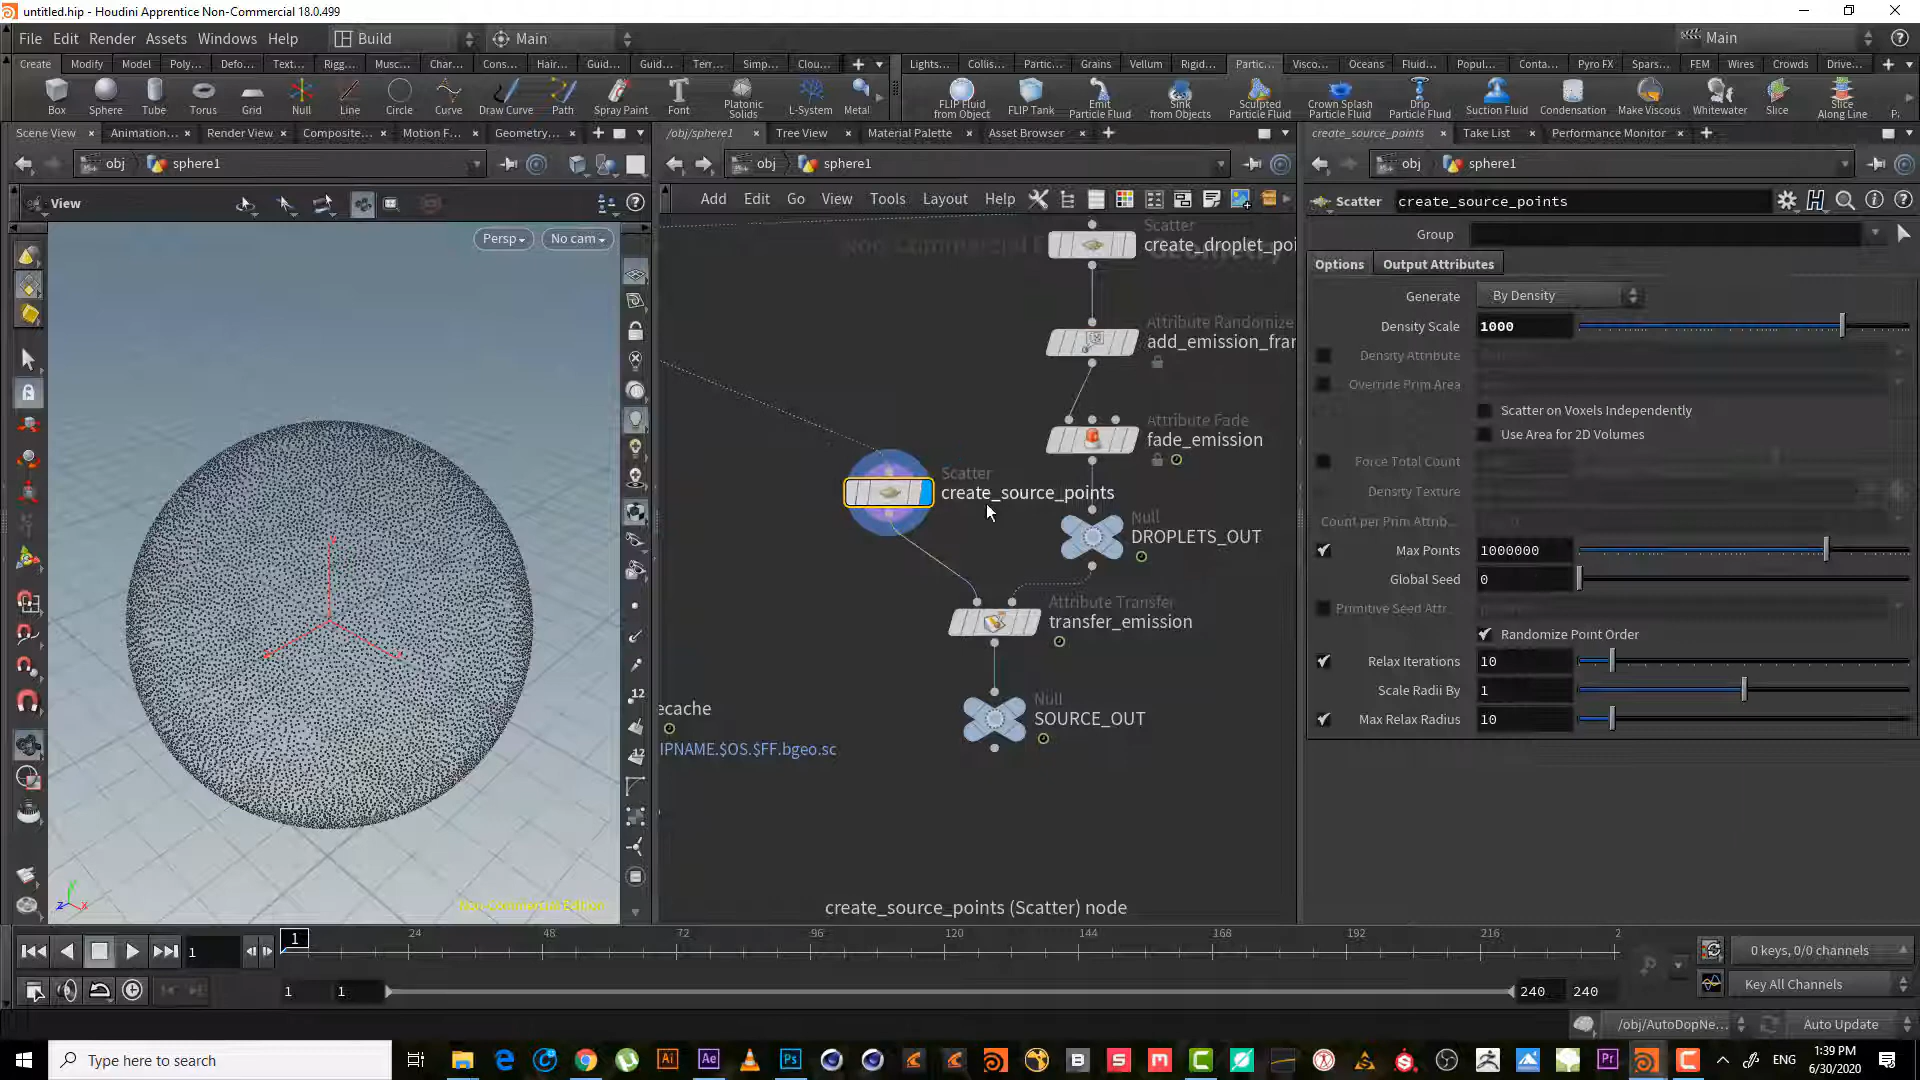 untitled.hip - Houdini Apprentice Non-Commercial 18.0.499
File Edit Render Assets Windows Help Build Main Main
Create Modify Model Poly... Defo... Text... Rigg... Musc... Char... Cons... Hair... Guid... Guid... Terr... Simp... Clou...
Lights... Collis... Partic... Grains Vellum Rigid... Partic... Visco... Oceans Fluid... Popul... Conta... Pyro FX Spars... FEM Wires Crowds Drive...
Box Sphere Tube Torus Grid Null Line Circle Curve Draw Curve Path Spray Paint Font Platonic Solids L-System Metal
FLIP Fluid from Object FLIP Tank Emit Particle Fluid Sink from Objects Sculpted Particle Fluid Crown Splash Particle Fluid Drip Particle Fluid Suction Fluid Condensation Make Viscous Whitewater Slice Slice Along Line
Scene View Animation... Render View Composite... Motion F... Geometry...
/obj/sphere1 Tree View Material Palette Asset Browser
create_source_points Take List Performance Monitor
obj sphere1
obj sphere1
obj sphere1
View
Add Edit Go View Tools Layout Help
Scatter create_source_points
Persp No cam
Group
Scatter
create_droplet_poi
Options Output Attributes
Generate By Density
Density Scale 1000
Attribute Randomize
add_emission_fran
Density Attribute
Override Prim Area
Scatter on Voxels Independently
Attribute Fade
fade_emission
Use Area for 2D Volumes
Force Total Count
Scatter
create_source_points
Density Texture
Null
DROPLETS_OUT
Count per Prim Attrib...
Max Points 1000000
Global Seed 0
Attribute Transfer
transfer_emission
Primitive Seed Attr...
Randomize Point Order
Relax Iterations 10
Scale Radii By 1
Null
SOURCE_OUT
Max Relax Radius 10
ecache
IPNAME.$OS.$FF.bgeo.sc
12
12
Non-Commercial Edition
z y x
create_source_points (Scatter) node
1 1 24 48 72 96 120 144 168 192 216 2
0 keys, 0/0 channels
1 1 240 240
Key All Channels
/obj/AutoDopNe... Auto Update
Type here to search
ENG
1:39 PM
6/30/2020